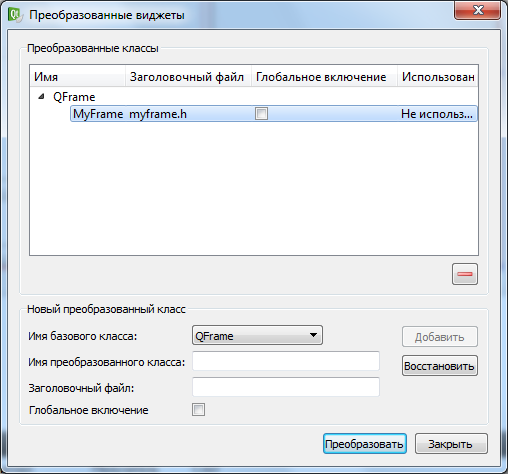 Преобразованные виджеты
Преобразованные классы
Имя Заголовочный файл Глобальное включение Использован
QFrame
MyFrame myframe.h Не использ...
Новый преобразованный класс
Имя базового класса: QFrame Добавить
Имя преобразованного класса: Восстановить
Заголовочный файл:
Глобальное включение
Преобразовать Закрыть